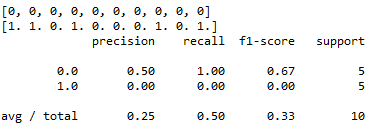 [0, 0, 0, 0, 0, 0, 0, 0, 0, 0]
[1. 1. 0. 1. 0. 0. 0. 1. 0. 1.]
precision recall f1-score support
0.0 0.50 1.00 0.67 5
1.0 0.00 0.00 0.00 5
avg / total 0.25 0.50 0.33 10